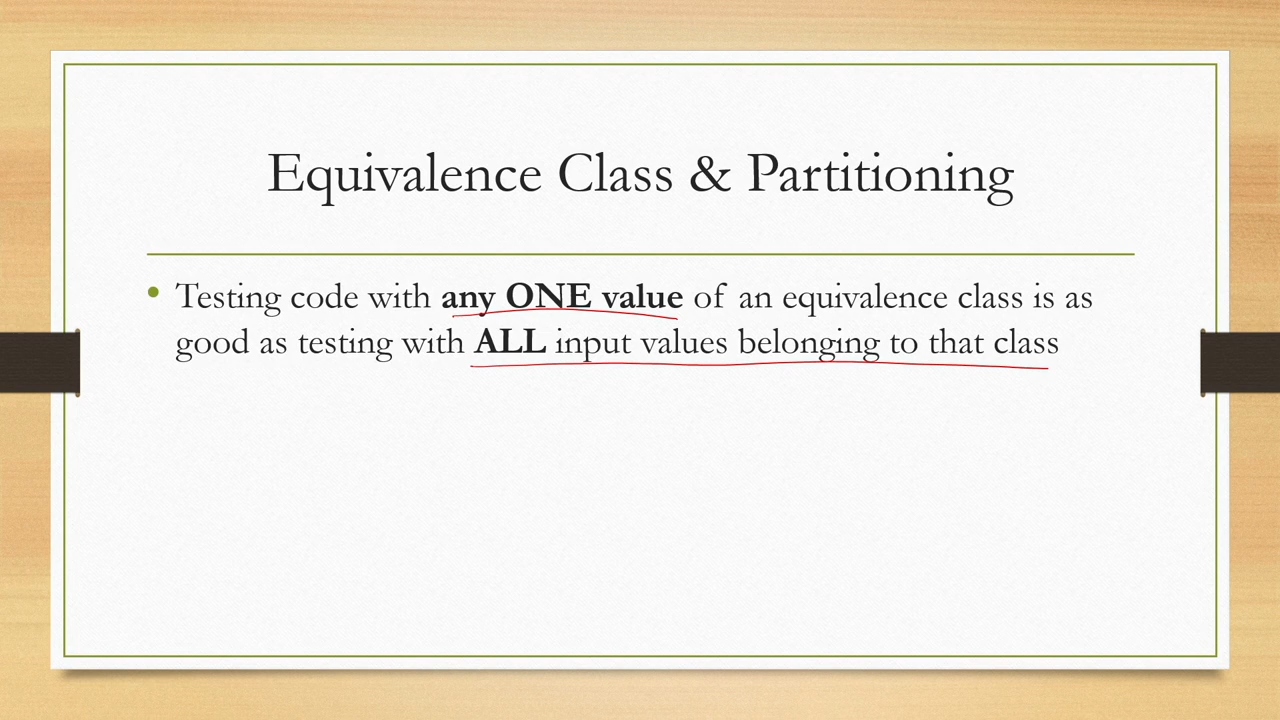 Equivalence Class & Partitioning
• Testing code with any ONE value of an equivalence class is as
good as testing with ALL input values belonging to that class